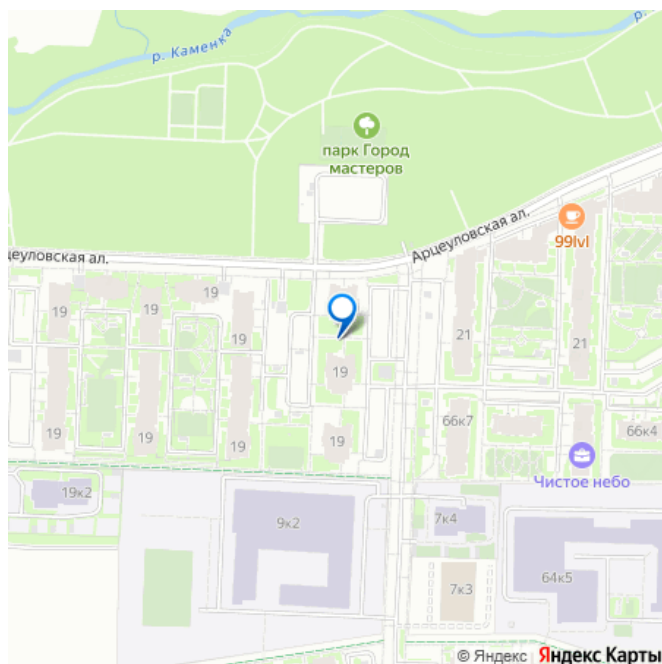 р.
р. Каменка
парк Город
мастеров
Арцеуловская ал.
99lvl
цеуловская ал.
19
19
19
19
21
21
19
19
19
19
19
66к7
66к4
Чистое небо
19к2
9к2
7к4
7к3
64к5
© Яндекс Яндекс Карты